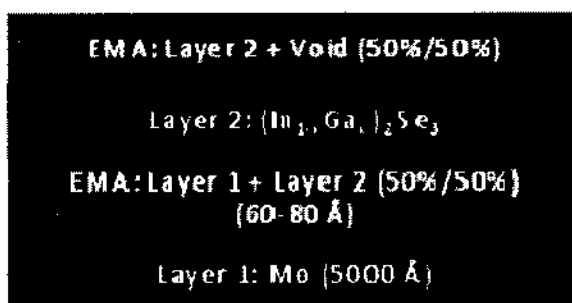 EMA: Layer 2 + Void (50%/50%)
Layer 2: (In₁₋ₓGaₓ)₂Se₃
EMA: Layer 1 + Layer 2 (50%/50%)
(60-80 Å)
Layer 1: Mo (5000 Å)